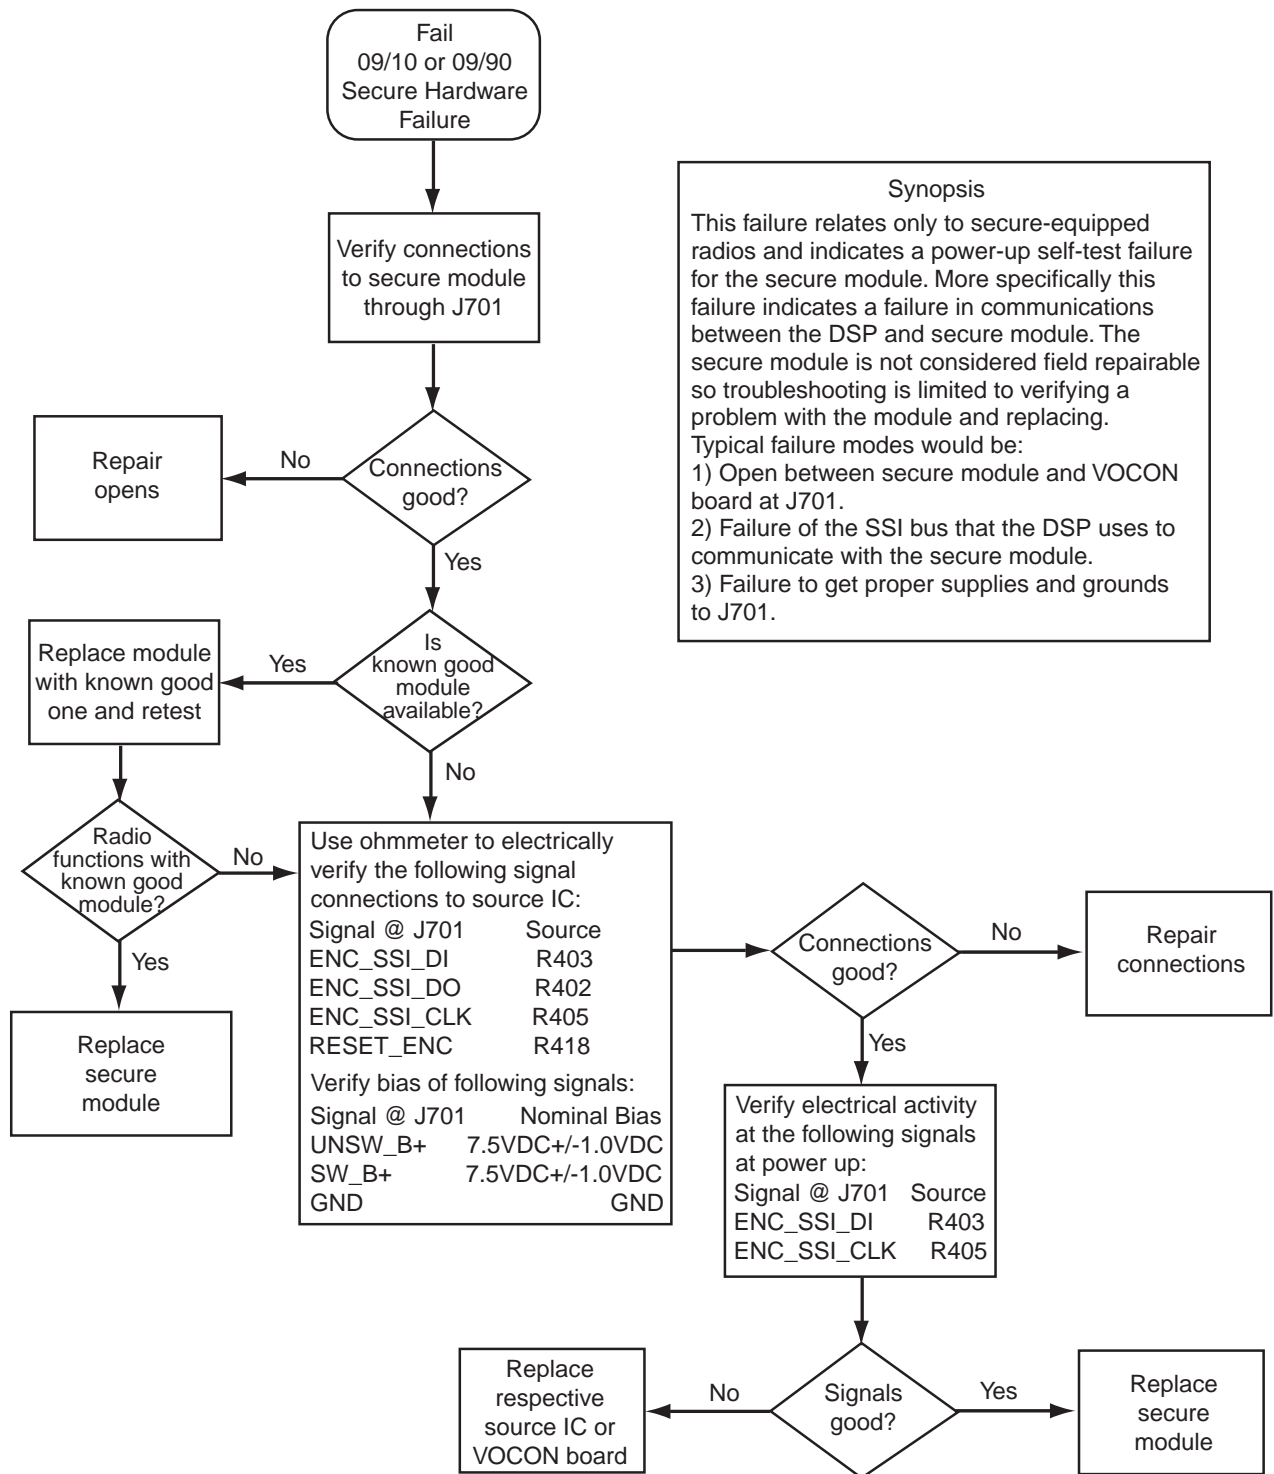 Fail
09/10 or 09/90
Secure Hardware
Failure
Verify connections
to secure module
through J701
Synopsis
This failure relates only to secure-equipped
radios and indicates a power-up self-test failure
for the secure module. More specifically this
failure indicates a failure in communications
between the DSP and secure module. The
secure module is not considered field repairable
so troubleshooting is limited to verifying a
problem with the module and replacing.
Typical failure modes would be:
1) Open between secure module and VOCON
board at J701.
2) Failure of the SSI bus that the DSP uses to
communicate with the secure module.
3) Failure to get proper supplies and grounds
to J701.
Connections
good?
No
Repair
opens
Yes
Is
known good
module
available?
Yes
Replace module
with known good
one and retest
No
Radio
functions with
known good
module?
No
Yes
Replace
secure
module
Use ohmmeter to electrically
verify the following signal
connections to source IC:
Signal @ J701 Source
ENC_SSI_DI R403
ENC_SSI_DO R402
ENC_SSI_CLK R405
RESET_ENC R418
Verify bias of following signals:
Signal @ J701 Nominal Bias
UNSW_B+ 7.5VDC+/-1.0VDC
SW_B+ 7.5VDC+/-1.0VDC
GND GND
Connections
good?
No
Repair
connections
Yes
Verify electrical activity
at the following signals
at power up:
Signal @ J701 Source
ENC_SSI_DI R403
ENC_SSI_CLK R405
Signals
good?
No
Replace
respective
source IC or
VOCON board
Yes
Replace
secure
module